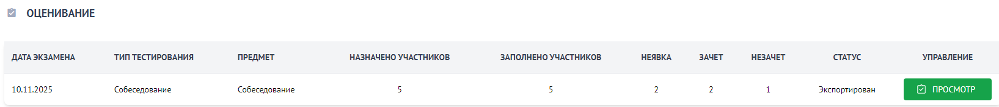 ОЦЕНИВАНИЕ
ДАТА ЭКЗАМЕНА ТИП ТЕСТИРОВАНИЯ ПРЕДМЕТ НАЗНАЧЕНО УЧАСТНИКОВ ЗАПОЛНЕНО УЧАСТНИКОВ НЕЯВКА ЗАЧЕТ НЕЗАЧЕТ СТАТУС УПРАВЛЕНИЕ
10.11.2025 Собеседование Собеседование 5 5 2 2 1 Экспортирован ПРОСМОТР